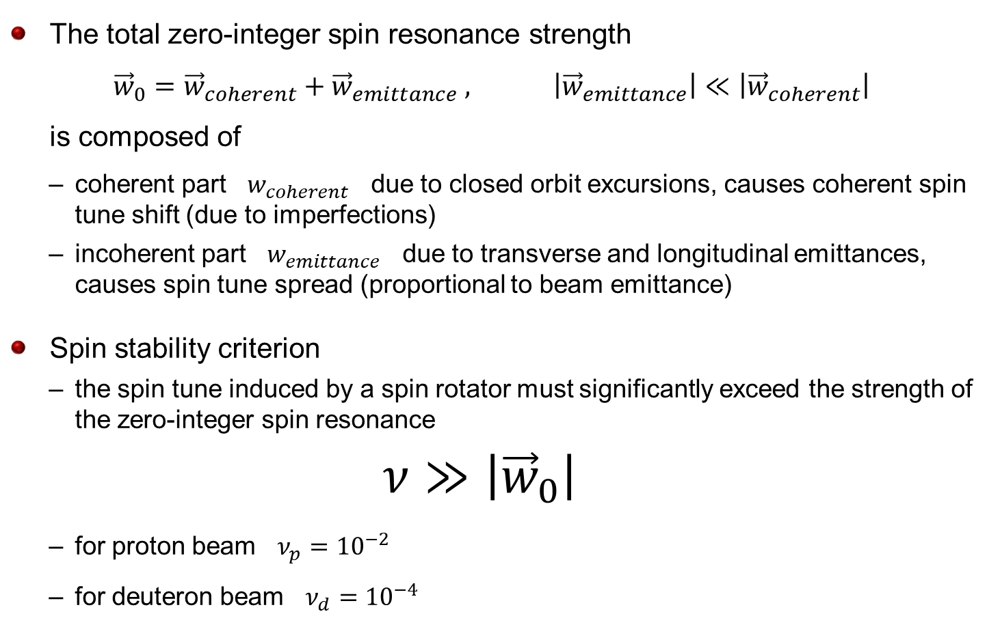 • The total zero-integer spin resonance strength
$\vec{w}_0 = \vec{w}_{coherent} + \vec{w}_{emittance}$ , $|\vec{w}_{emittance}| \ll |\vec{w}_{coherent}|$
is composed of
– coherent part $w_{coherent}$ due to closed orbit excursions, causes coherent spin
tune shift (due to imperfections)
– incoherent part $w_{emittance}$ due to transverse and longitudinal emittances,
causes spin tune spread (proportional to beam emittance)
• Spin stability criterion
– the spin tune induced by a spin rotator must significantly exceed the strength of
the zero-integer spin resonance
$\nu \gg |\vec{w}_0|$
– for proton beam $\nu_p = 10^{-2}$
– for deuteron beam $\nu_d = 10^{-4}$